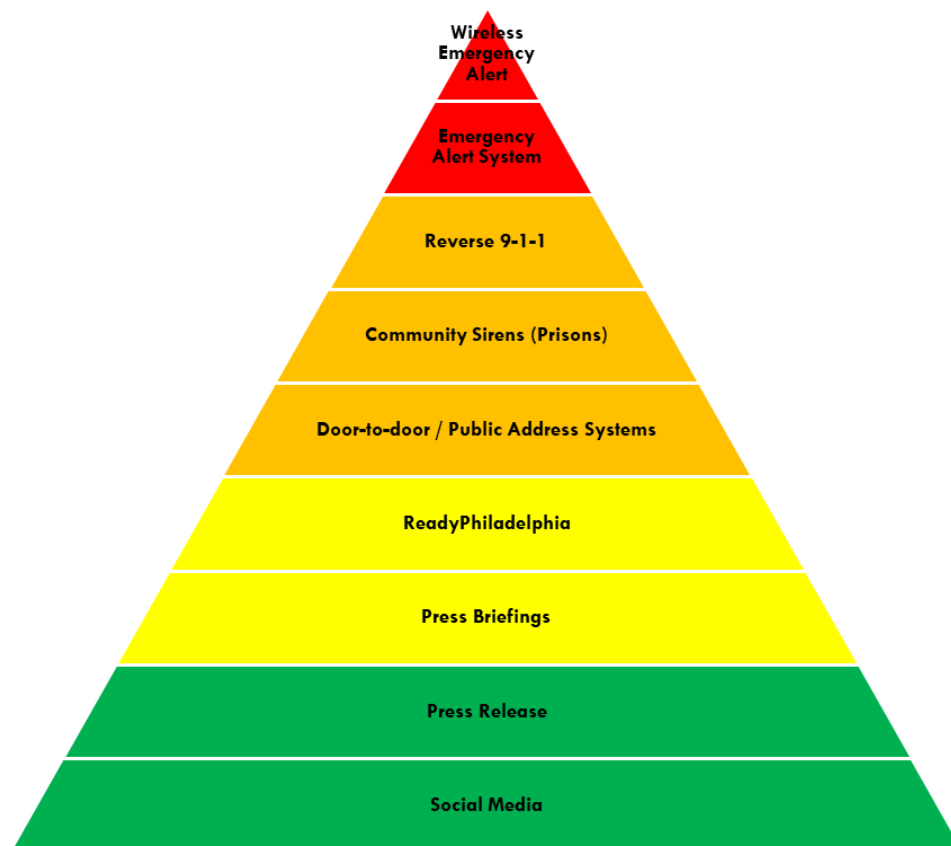 Wireless
Emergency
Alert
Emergency
Alert System
Reverse 9-1-1
Community Sirens (Prisons)
Door-to-door / Public Address Systems
ReadyPhiladelphia
Press Briefings
Press Release
Social Media